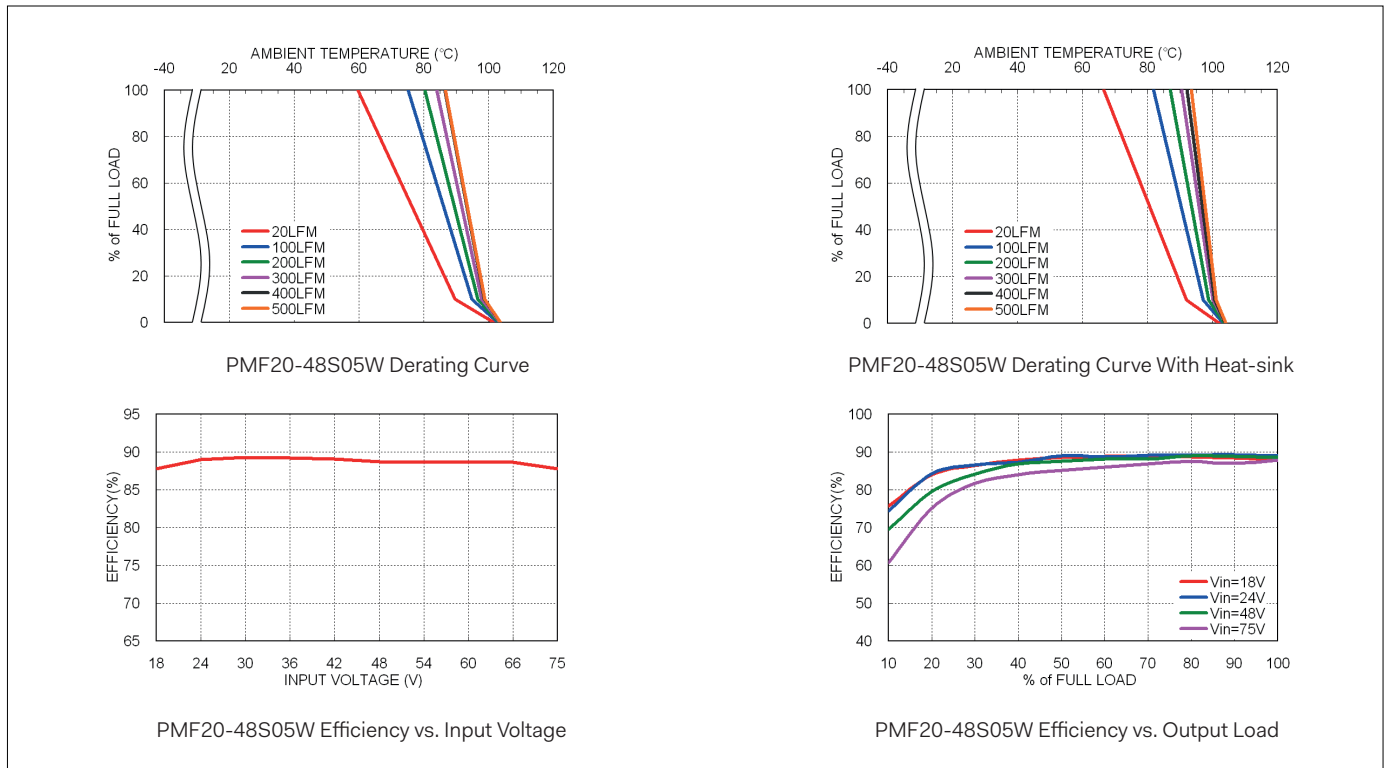 AMBIENT TEMPERATURE (°C)
-40 20 40 60 80 100 120
100
80
60
40
20
0
% of FULL LOAD
20LFM
100LFM
200LFM
300LFM
400LFM
500LFM
PMF20-48S05W Derating Curve
AMBIENT TEMPERATURE (°C)
-40 20 40 60 80 100 120
100
80
60
40
20
0
% of FULL LOAD
20LFM
100LFM
200LFM
300LFM
400LFM
500LFM
PMF20-48S05W Derating Curve With Heat-sink
95
90
85
80
75
70
65
EFFICIENCY(%)
18 24 30 36 42 48 54 60 66 75
INPUT VOLTAGE (V)
PMF20-48S05W Efficiency vs. Input Voltage
100
90
80
70
60
50
40
EFFICIENCY(%)
Vin=18V
Vin=24V
Vin=48V
Vin=75V
10 20 30 40 50 60 70 80 90 100
% of FULL LOAD
PMF20-48S05W Efficiency vs. Output Load